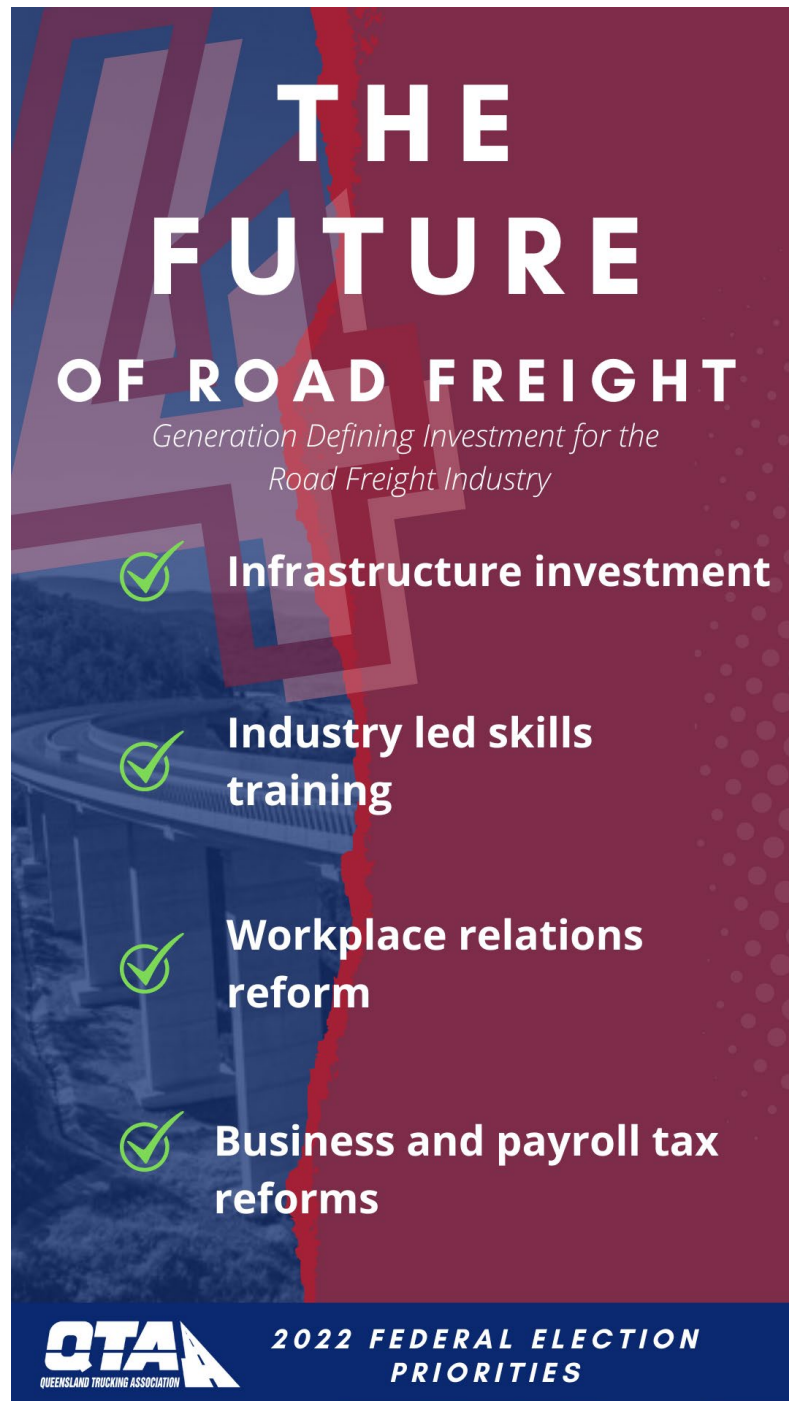 4
THE
FUTURE
OF ROAD FREIGHT
Generation Defining Investment for the
Road Freight Industry
Infrastructure investment
Industry led skills
training
Workplace relations
reform
Business and payroll tax
reforms
QTA
QUEENSLAND TRUCKING ASSOCIATION
2022 FEDERAL ELECTION
PRIORITIES